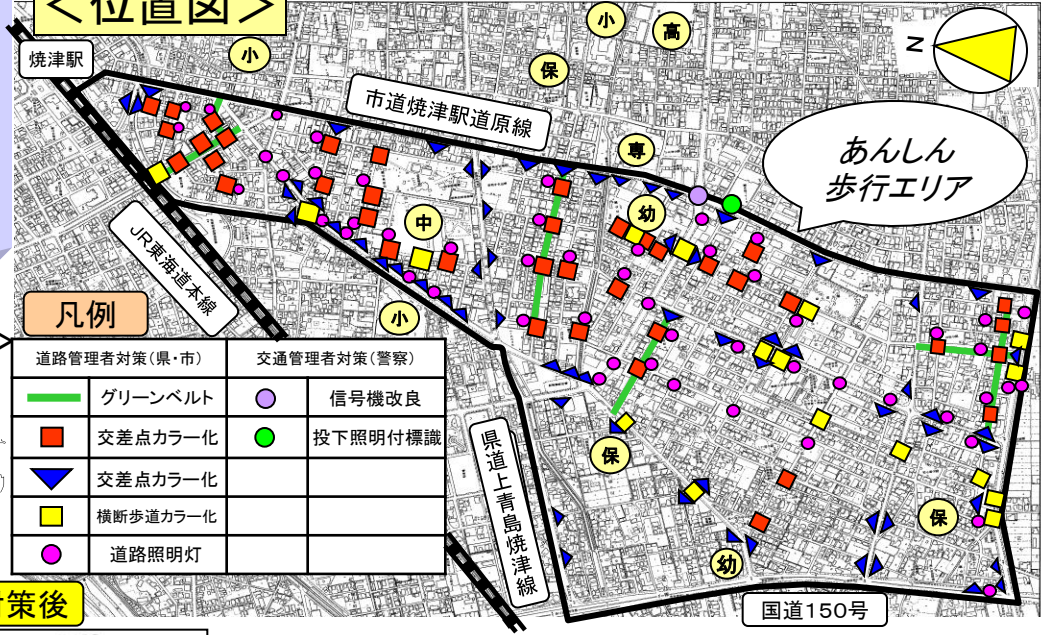 <位置図>
小
高
小
保
N
焼津駅
市道焼津駅道原線
専
あんしん
歩行エリア
幼
中
JR東海道本線
小
凡例
道路管理者対策(県・市)
交通管理者対策(警察)
グリーンベルト
信号機改良
交差点カラー化
投下照明付標識
交差点カラー化
横断歩道カラー化
道路照明灯
県道上青島焼津線
保
保
幼
国道150号
策後